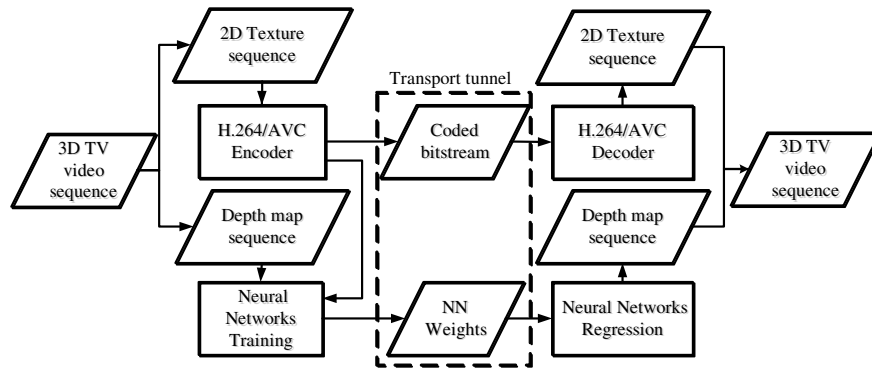 3D TV
video
sequence
2D Texture
sequence
H.264/AVC
Encoder
Depth map
sequence
Neural
Networks
Training
Transport tunnel
Coded
bitstream
NN
Weights
2D Texture
sequence
H.264/AVC
Decoder
Depth map
sequence
Neural Networks
Regression
3D TV
video
sequence